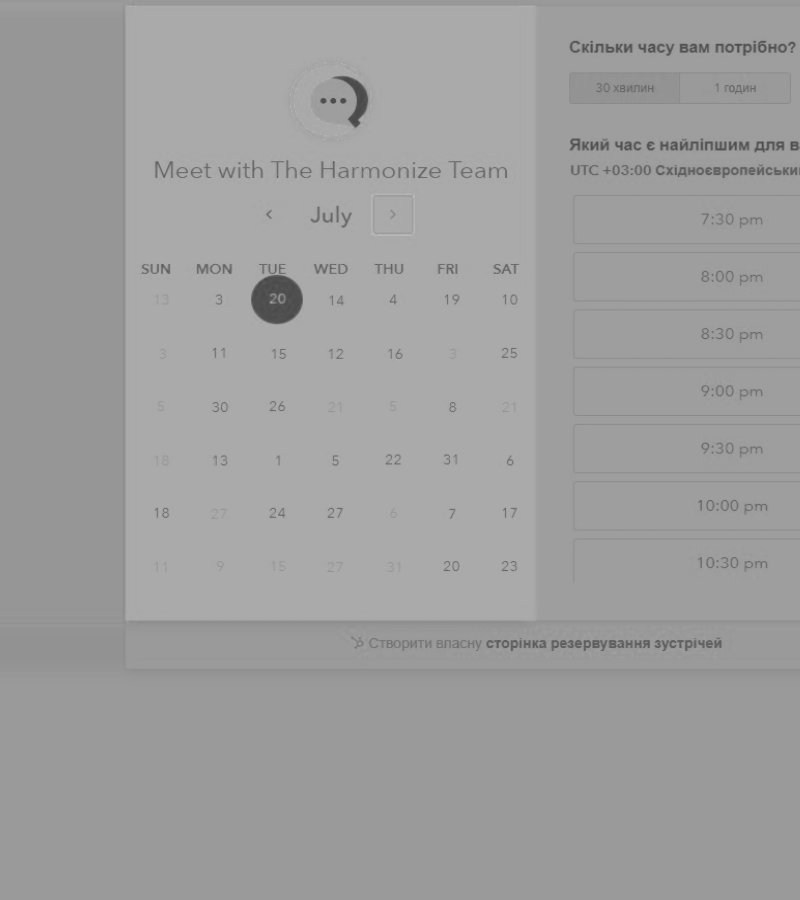 Meet with The Harmonize Team
July
SUN MON TUE WED THU FRI SAT
13 3 20 14 4 19 10
3 11 15 12 16 3 25
5 30 26 21 5 8 21
18 13 1 5 22 31 6
18 27 24 27 6 7 17
11 9 15 27 31 20 23
Скільки часу вам потрібно?
30 хвилин 1 годин
Який час є найліпшим для в
UTC +03:00 Східноєвропейськи
7:30 pm
8:00 pm
8:30 pm
9:00 pm
9:30 pm
10:00 pm
10:30 pm
Створити власну сторінка резервування зустрічей